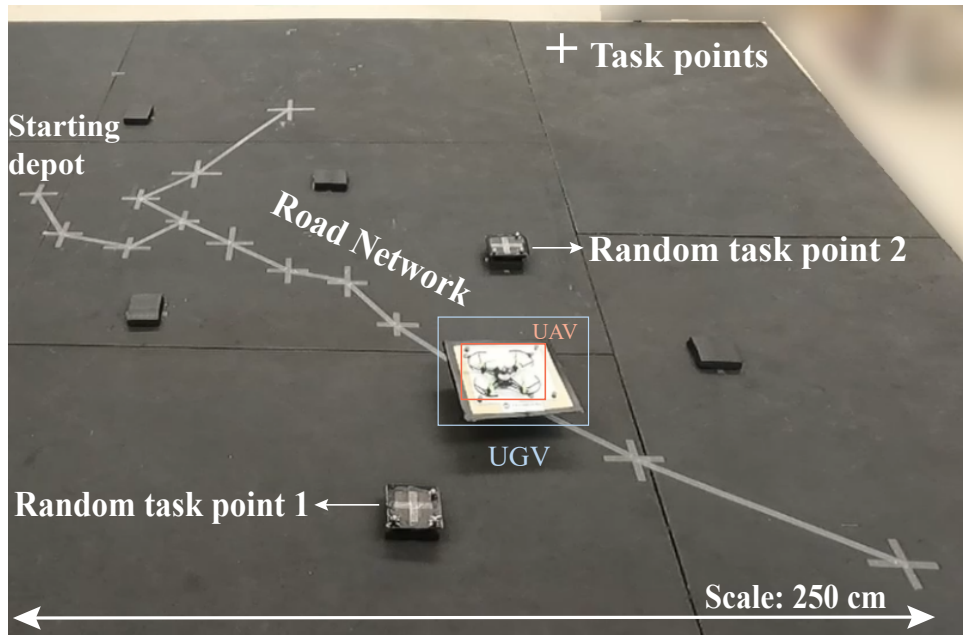 Task points
Starting
depot
Road Network
Random task point 2
UAV
UGV
Random task point 1
Scale: 250 cm